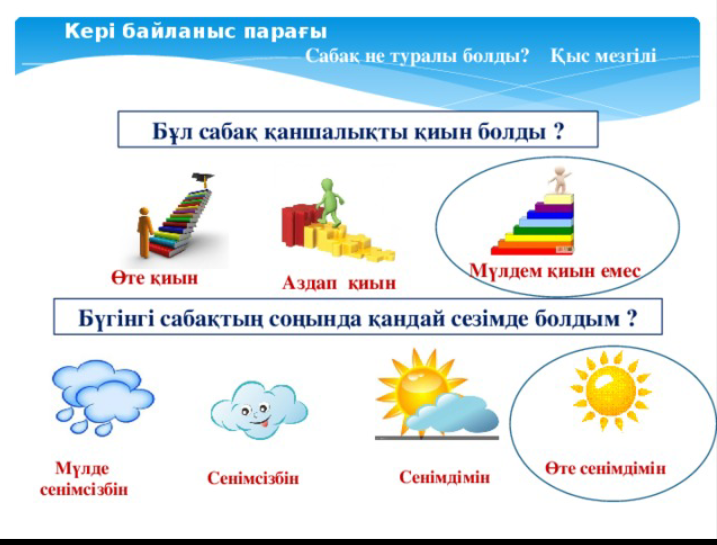 Кері байланыс парағы
Сабақ не туралы болды? Қыс мезгілі
Бұл сабақ қаншалықты қиын болды ?
Өте қиын
Аздап қиын
Мүлдем қиын емес
Бүгінгі сабақтың соңында қандай сезімде болдым ?
Мүлде
сенімсізбін
Сенімсізбін
Сенімдімін
Өте сенімдімін